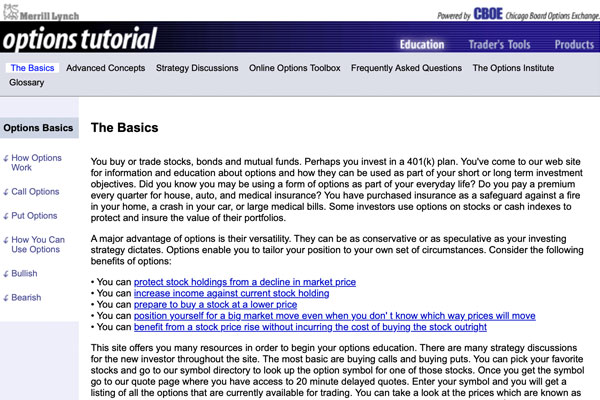 Merrill Lynch
Powered by CBOE Chicago Board Options Exchange.
options tutorial
Education Trader's Tools Products
The Basics Advanced Concepts Strategy Discussions Online Options Toolbox Frequently Asked Questions The Options Institute
Glossary
Options Basics
How Options
Work
Call Options
Put Options
How You Can
Use Options
Bullish
Bearish
The Basics
You buy or trade stocks, bonds and mutual funds. Perhaps you invest in a 401(k) plan. You've come to our web site
for information and education about options and how they can be used as part of your short or long term investment
objectives. Did you know you may be using a form of options as part of your everyday life? Do you pay a premium
every quarter for house, auto, and medical insurance? You have purchased insurance as a safeguard against a fire
in your home, a crash in your car, or large medical bills. Some investors use options on stocks or cash indexes to
protect and insure the value of their portfolios.
A major advantage of options is their versatility. They can be as conservative or as speculative as your investing
strategy dictates. Options enable you to tailor your position to your own set of circumstances. Consider the following
benefits of options:
• You can protect stock holdings from a decline in market price
• You can increase income against current stock holding
• You can prepare to buy a stock at a lower price
• You can position yourself for a big market move even when you don' t know which way prices will move
• You can benefit from a stock price rise without incurring the cost of buying the stock outright
This site offers you many resources in order to begin your options education. There are many strategy discussions
for the new investor throughout the site. The most basic are buying calls and buying puts. You can pick your favorite
stocks and go to our symbol directory to look up the option symbol for one of those stocks. Once you get the symbol
go to our quote page where you have access to 20 minute delayed quotes. Enter your symbol and you will get a
listing of all the options that are currently available for trading. You can take a look at the prices which are known as